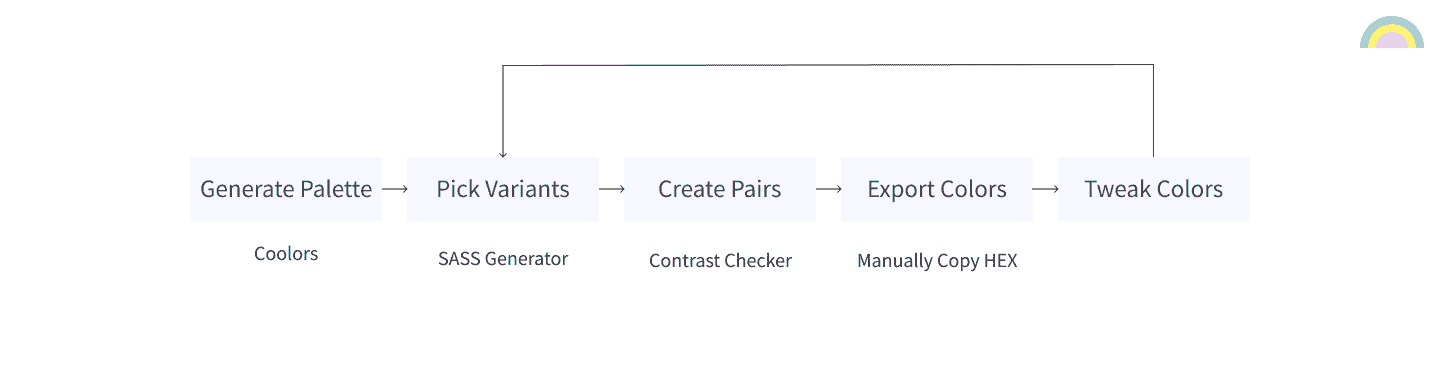 Generate Palette
Pick Variants
Create Pairs
Export Colors
Tweak Colors
Coolors
SASS Generator
Contrast Checker
Manually Copy HEX